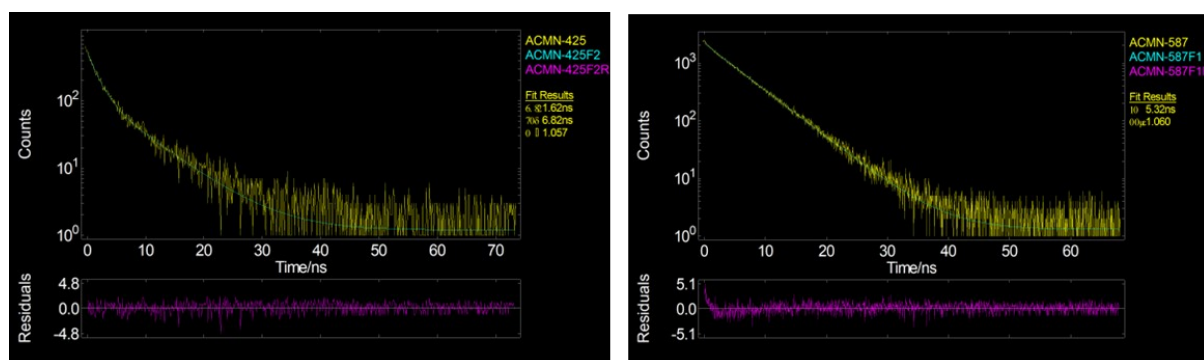 ACMN-425
ACMN-425F2
ACMN-425F2R
Fit Results
1.62ns
6.82ns
1.057
Counts
10²
10¹
10⁰
0 10 20 30 40 50 60 70
Time/ns
Residuals
4.8
0.0
-4.8
ACMN-587
ACMN-587F1
ACMN-587F1
Fit Results
10 5.32ns
1.060
Counts
10³
10²
10¹
10⁰
0 10 20 30 40 50 60
Time/ns
Residuals
5.1
0.0
-5.1